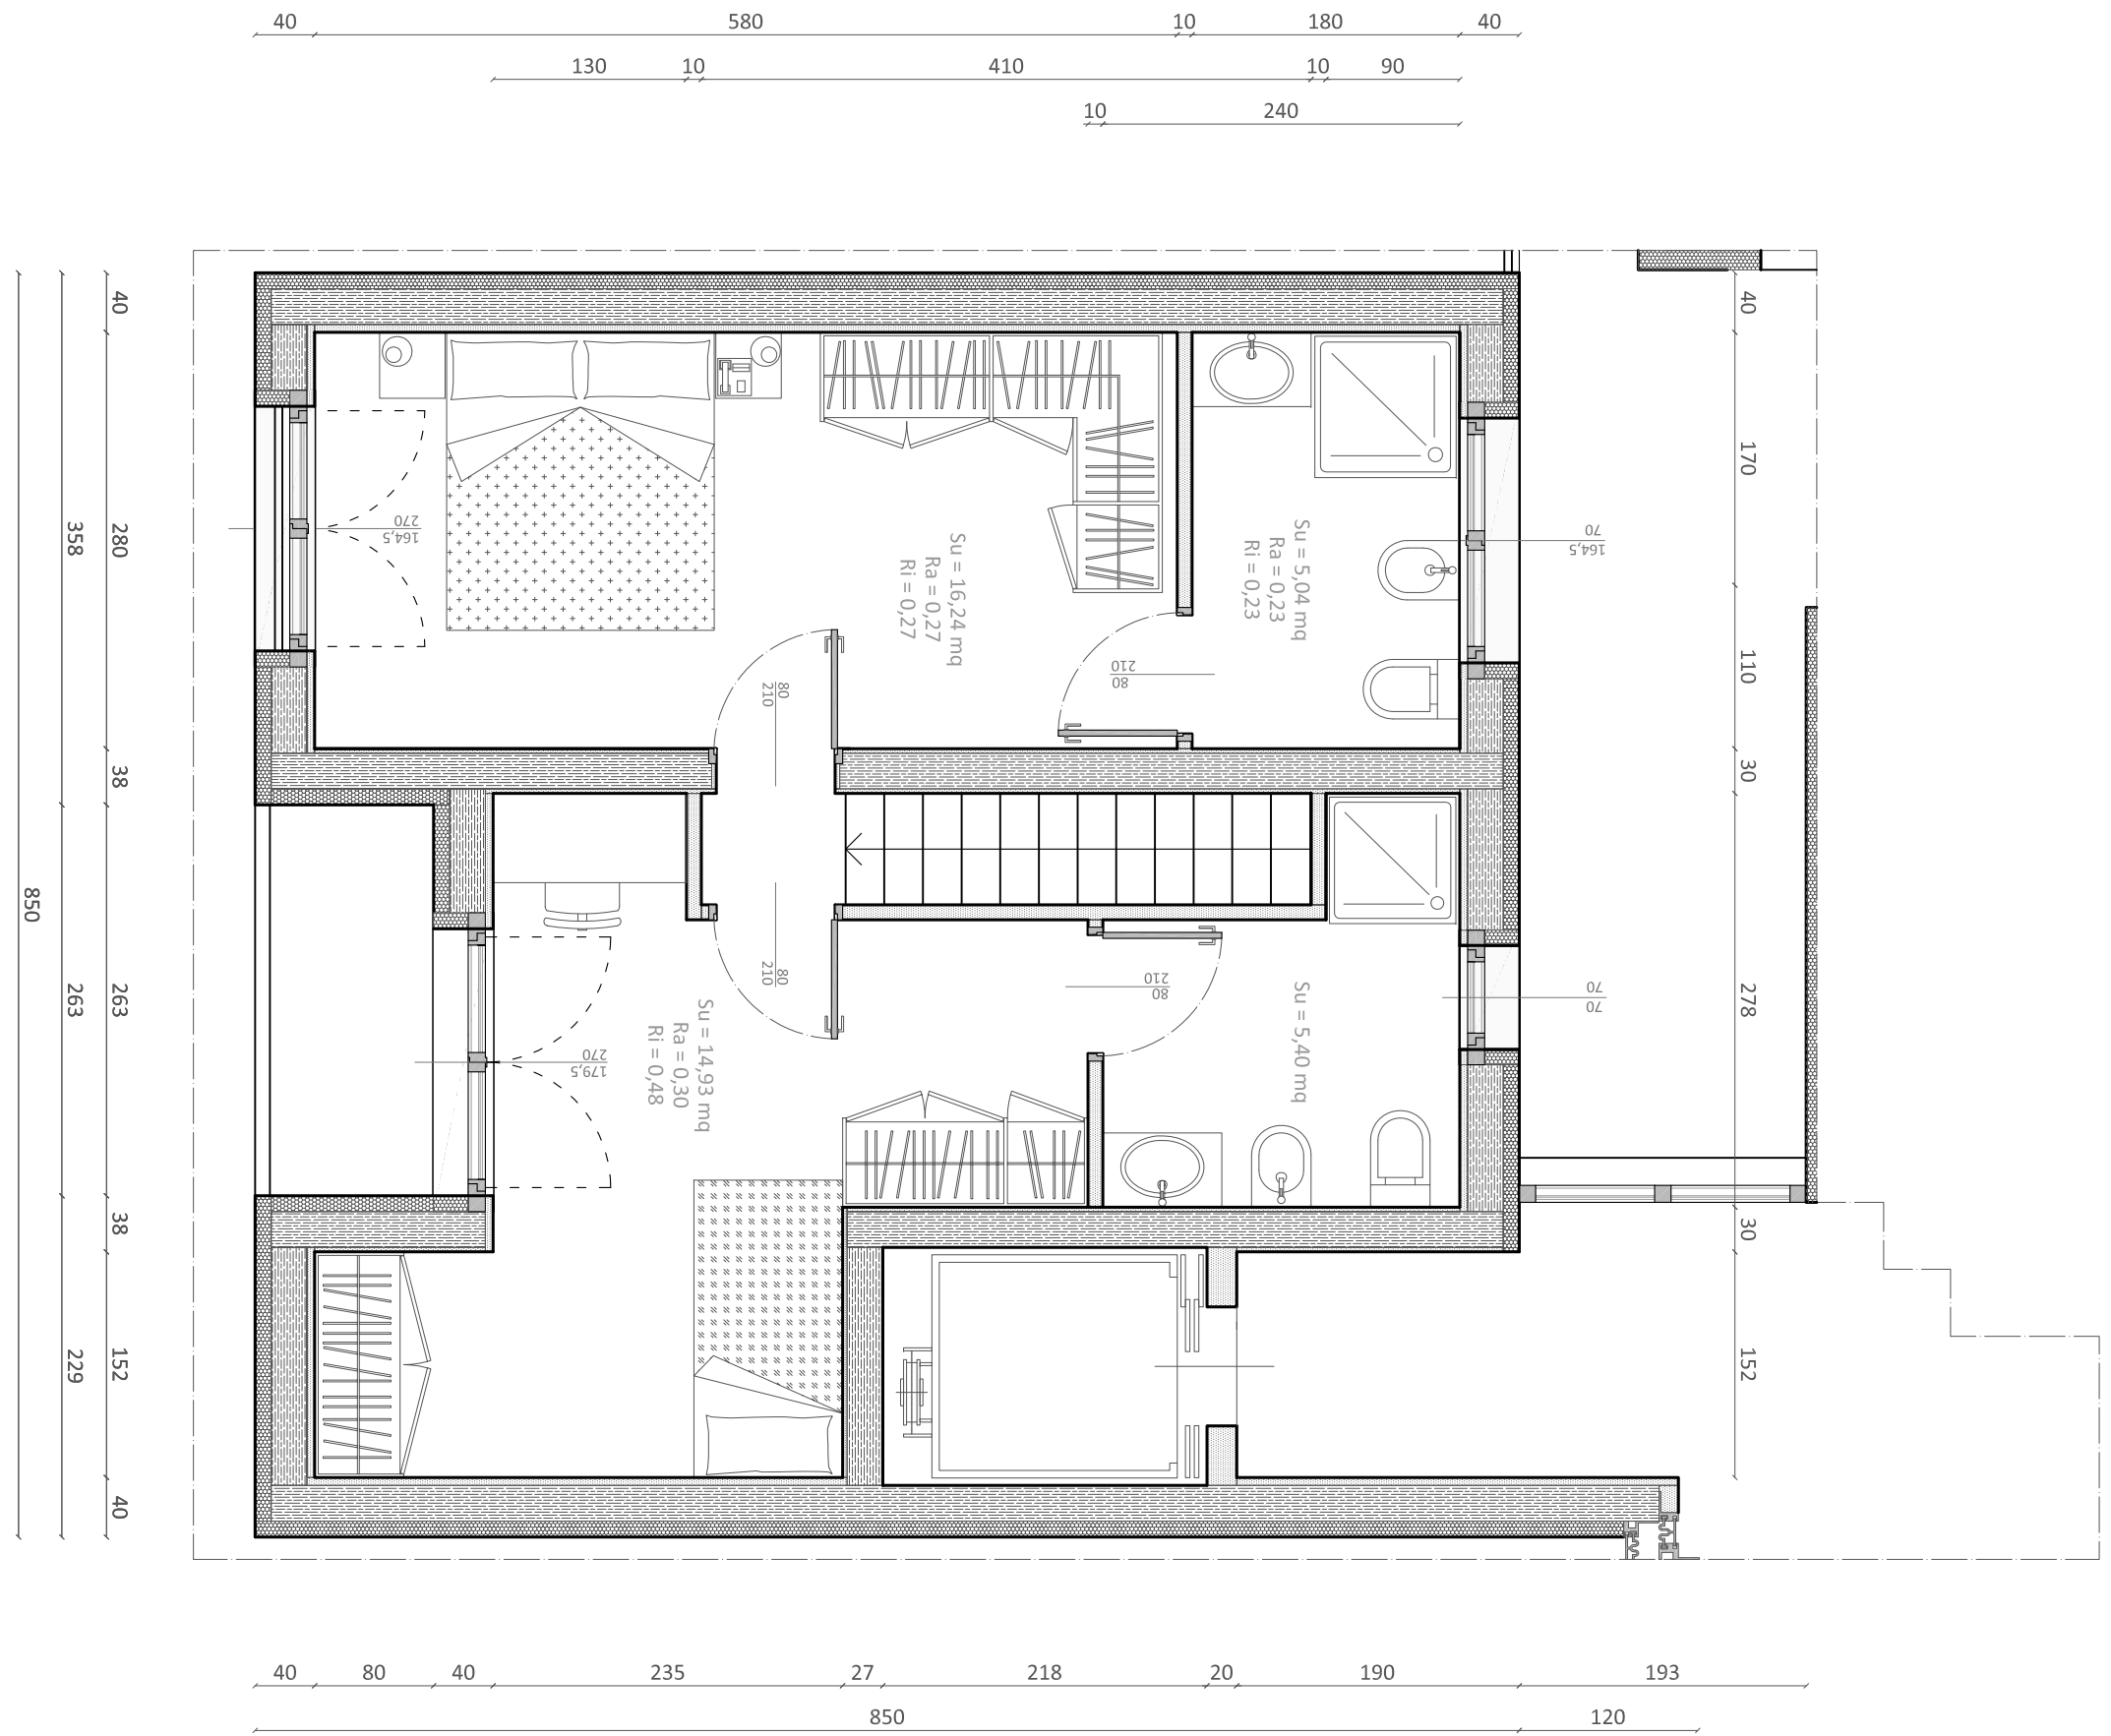 40 580 10 180 40
130 10 410 10 90
10 240
850
358 263 229
40 280 38 263 38 152 40
40 170 110 30 278 30 152
270
164,5
Su = 16,24 mq
Ra = 0,27
Ri = 0,27
Su = 5,04 mq
Ra = 0,23
Ri = 0,23
70
164,5
80
210
80
210
80
210
80
210
70
70
270
179,5
Su = 14,93 mq
Ra = 0,30
Ri = 0,48
Su = 5,40 mq
40 80 40 235 27 218 20 190 193
850 120